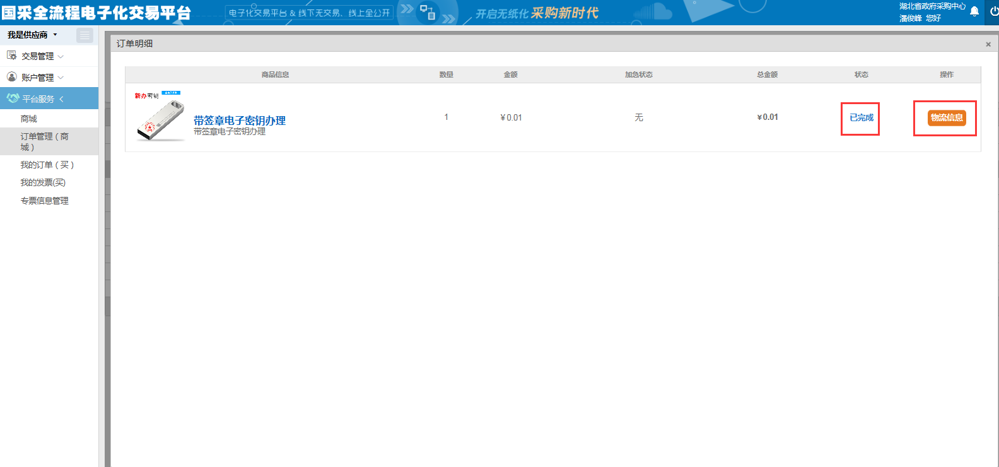 国采全流程电子化交易平台
电子化交易平台 & 线下无交易、线上全公开
开启无纸化 采购新时代
湖北省政府采购中心
潘俊峰 您好
我是供应商
交易管理
账户管理
平台服务
商城
订单管理（商
城）
我的订单（买）
我的发票(买)
专票信息管理
订单明细
×
商品信息 数量 金额 加急状态 总金额 状态 操作
新办密钥
带签章电子密钥办理 1 ¥0.01 无 ¥0.01 已完成 物流信息
带签章电子密钥办理